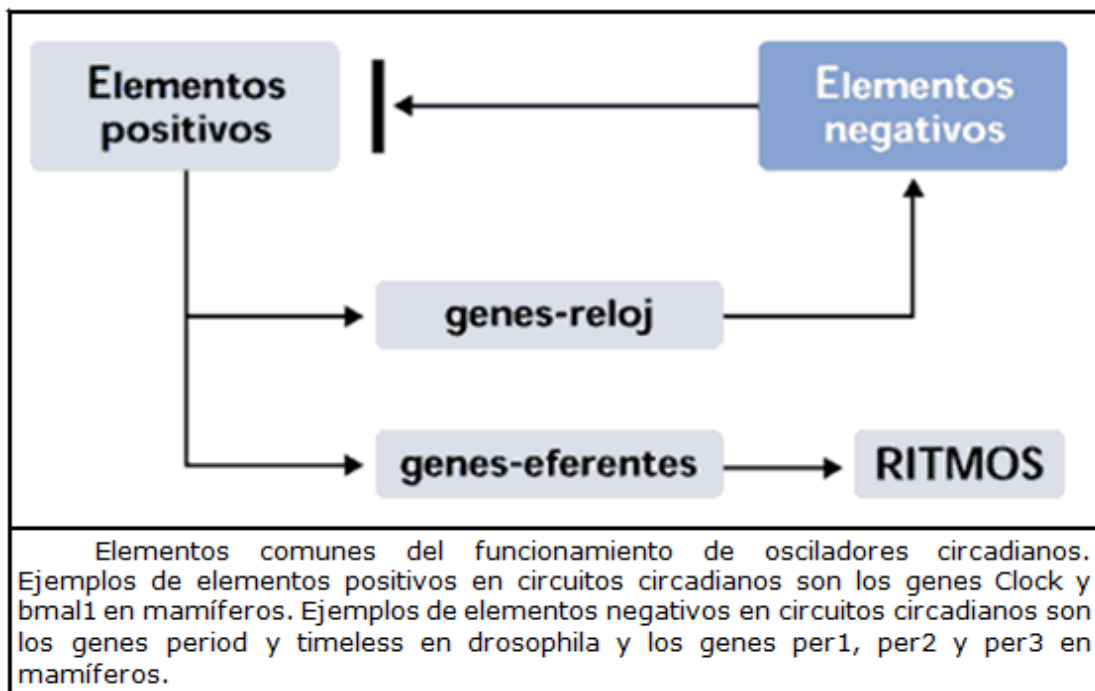 Elementos
positivos
Elementos
negativos
genes-reloj
genes-eferentes
RITMOS
Elementos comunes del funcionamiento de osciladores circadianos.
Ejemplos de elementos positivos en circuitos circadianos son los genes Clock y
bmal1 en mamíferos. Ejemplos de elementos negativos en circuitos circadianos son
los genes period y timeless en drosophila y los genes per1, per2 y per3 en
mamíferos.